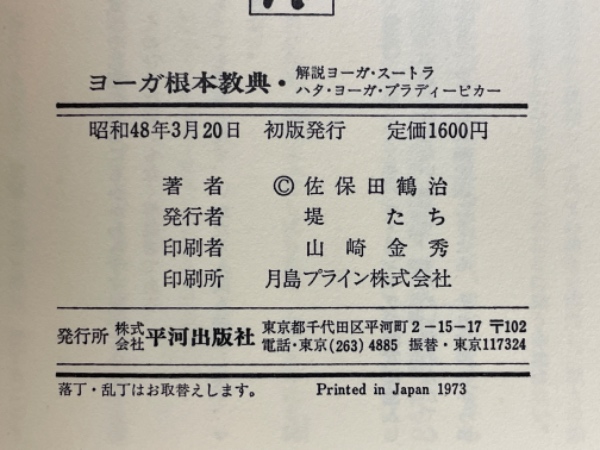 ヨーガ根本教典・解説ヨーガ・スートラ
ハタ・ヨーガ・プラディーピカー
昭和48年3月20日 初版発行 定価1600円
著者 ©佐保田鶴治
発行者 堤たち
印刷者 山崎金秀
印刷所 月島プライン株式会社
発行所 株式会社 平河出版社 東京都千代田区平河町2-15-17 〒102
電話・東京(263)4885 振替・東京117324
落丁・乱丁はお取替えします。 Printed in Japan 1973